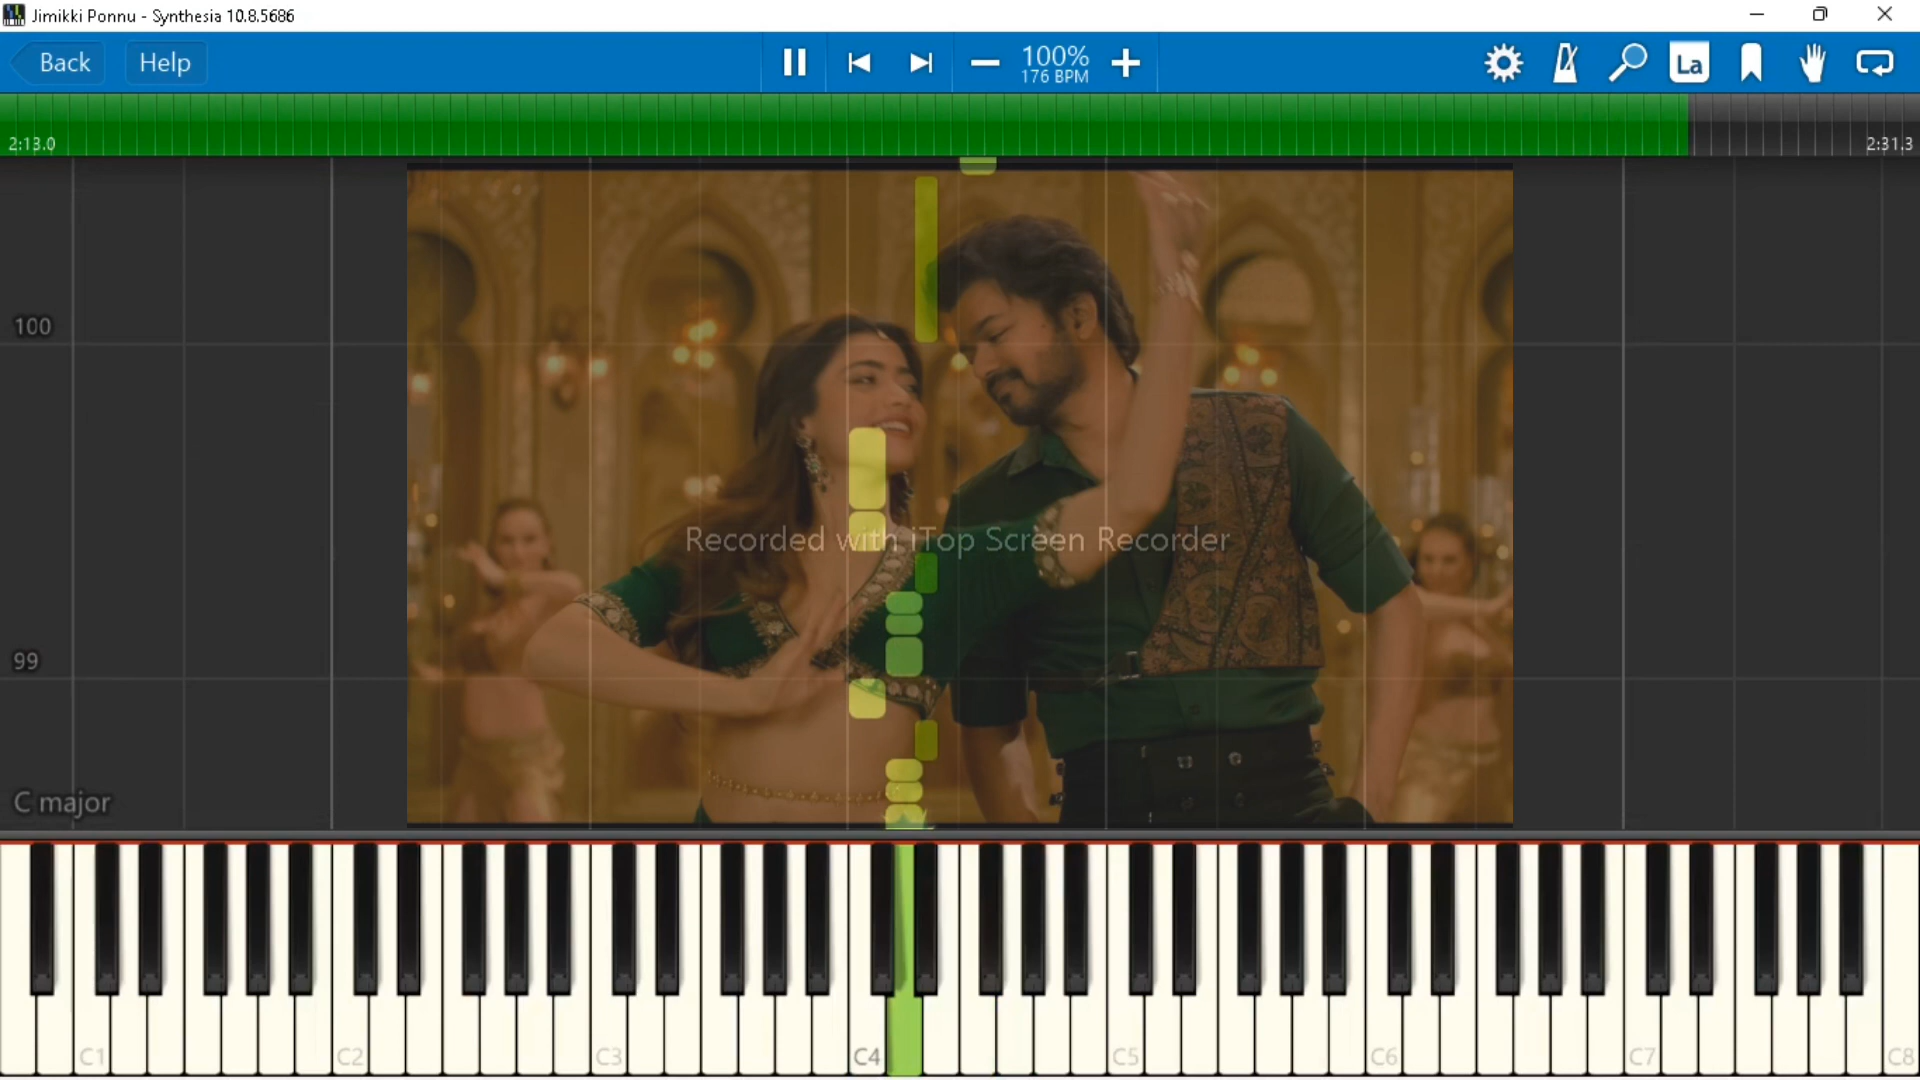 Jimikki Ponnu - Synthesia 10.8.5686
Back
Help
100%
176 BPM
La
2:13.0
2:31.3
100
Recorded with iTop Screen Recorder
99
C major
C1
C2
C3
C4
C5
C6
C7
C8